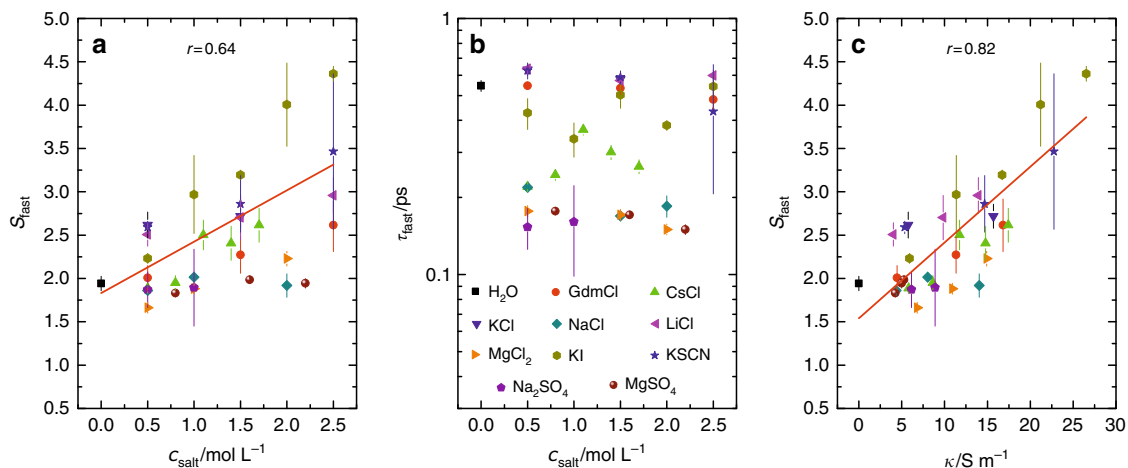 a
r=0.64
5.0
4.5
4.0
3.5
3.0
2.5
2.0
1.5
1.0
0.5
S_fast
0.0 0.5 1.0 1.5 2.0 2.5
c_salt/mol L⁻¹
b
1
0.1
τ_fast/ps
H₂O GdmCl CsCl
KCl NaCl LiCl
MgCl₂ KI KSCN
Na₂SO₄ MgSO₄
0.0 0.5 1.0 1.5 2.0 2.5
c_salt/mol L⁻¹
c
r=0.82
5.0
4.5
4.0
3.5
3.0
2.5
2.0
1.5
1.0
0.5
S_fast
0 5 10 15 20 25 30
κ/S m⁻¹